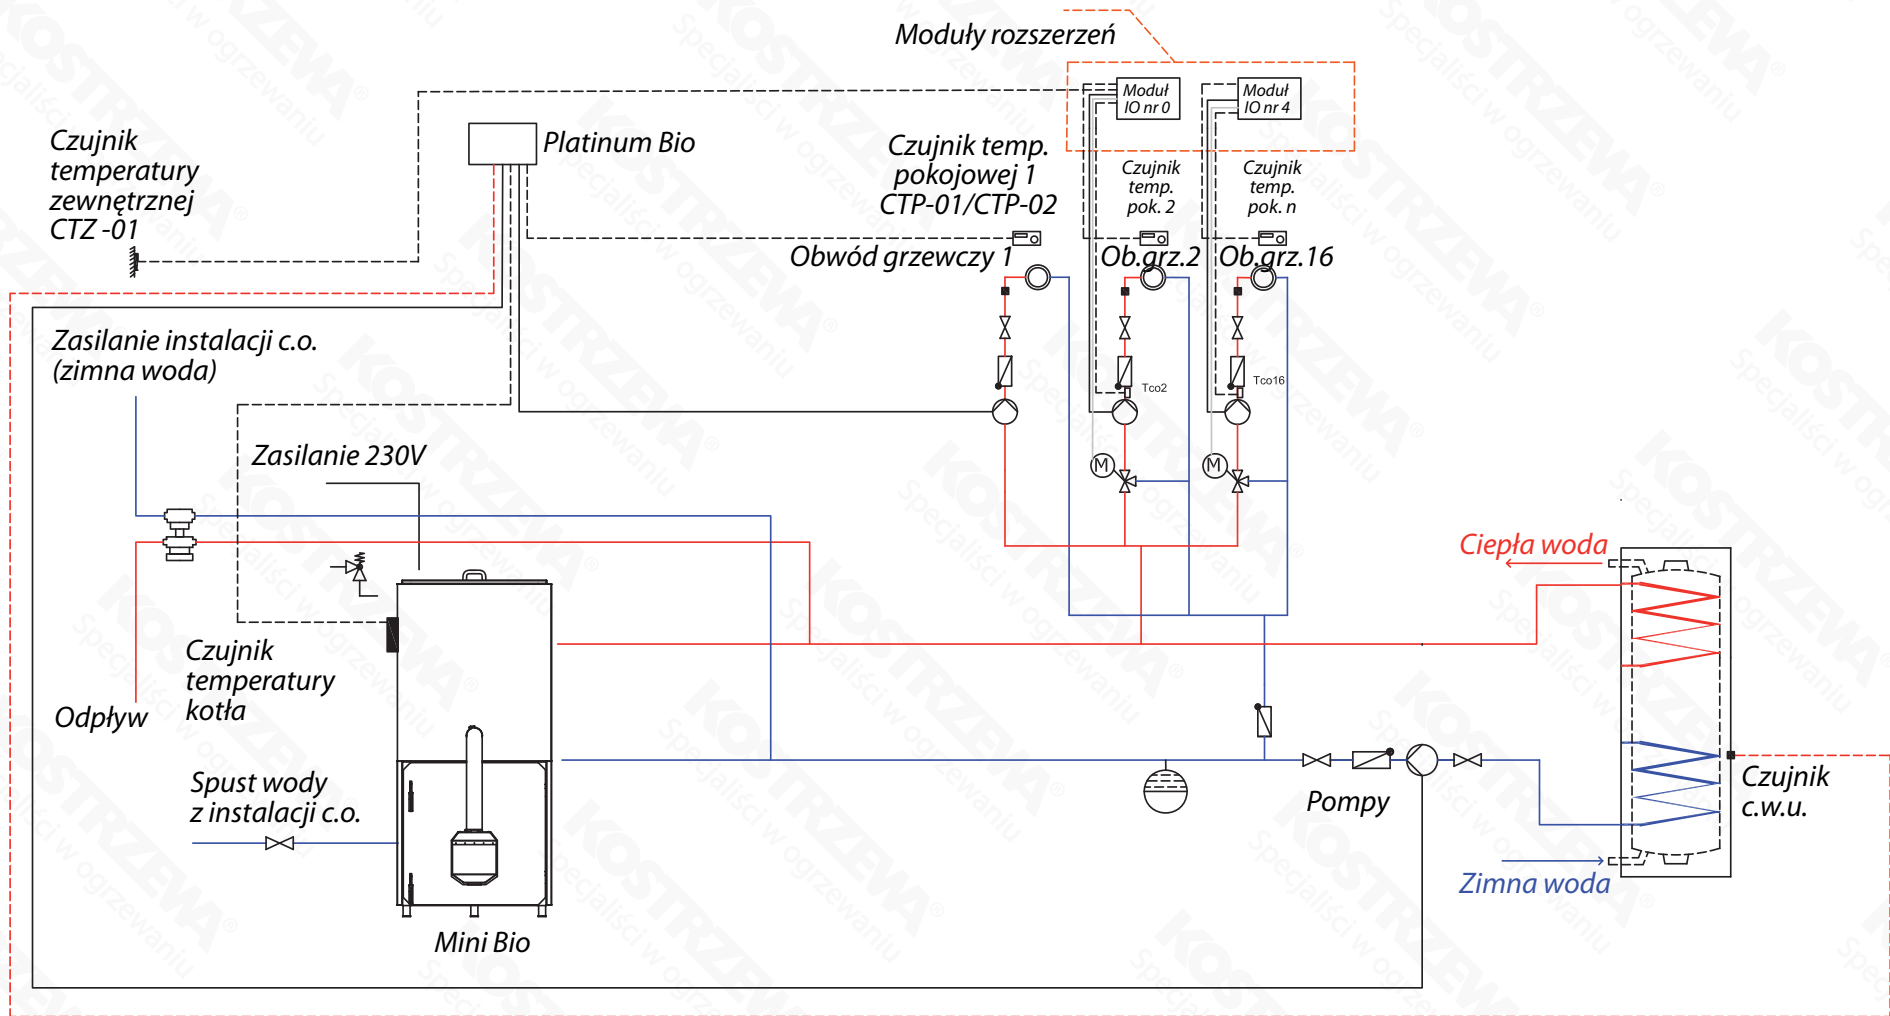 Moduły rozszerzeń
Moduł
IO nr 0
Moduł
IO nr 4
Czujnik
temperatury
zewnętrznej
CTZ -01
Platinum Bio
Czujnik temp.
pokojowej 1
CTP-01/CTP-02
Czujnik
temp.
pok. 2
Czujnik
temp.
pok. n
Obwód grzewczy 1
Ob.grz.2
Ob.grz.16
Zasilanie instalacji c.o.
(zimna woda)
Tco2
Tco16
Zasilanie 230V
M
M
Ciepła woda
Czujnik
temperatury
kotła
Odpływ
Spust wody
z instalacji c.o.
Pompy
Czujnik
c.w.u.
Zimna woda
Mini Bio
KOSTRZEWA®
Specjaliści w ogrzewaniu